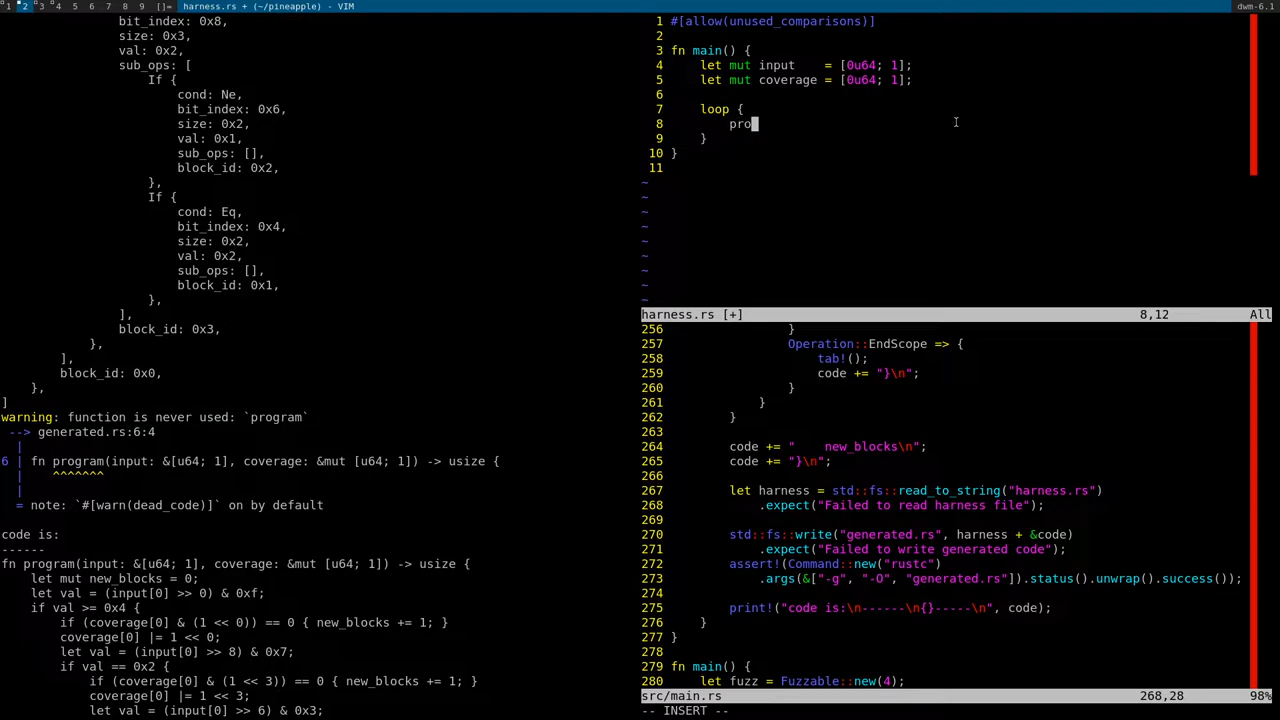 1 2 3 4 5 6 7 8 9 []= harness.rs + (~/pineapple) - VIM dwm-6.1
            bit_index: 0x8,
            size: 0x3,
            val: 0x2,
            sub_ops: [
                If {
                    cond: Ne,
                    bit_index: 0x6,
                    size: 0x2,
                    val: 0x1,
                    sub_ops: [],
                    block_id: 0x2,
                },
                If {
                    cond: Eq,
                    bit_index: 0x4,
                    size: 0x2,
                    val: 0x2,
                    sub_ops: [],
                    block_id: 0x1,
                },
            ],
            block_id: 0x3,
        },
    ],
        block_id: 0x0,
    },
]
warning: function is never used: `program`
 --> generated.rs:6:4
  |
6 | fn program(input: &[u64; 1], coverage: &mut [u64; 1]) -> usize {
  |    ^^^^^^^
  |
  = note: `#[warn(dead_code)]` on by default
code is:
------
fn program(input: &[u64; 1], coverage: &mut [u64; 1]) -> usize {
    let mut new_blocks = 0;
    let val = (input[0] >> 0) & 0xf;
    if val >= 0x4 {
        if (coverage[0] & (1 << 0)) == 0 { new_blocks += 1; }
        coverage[0] |= 1 << 0;
        let val = (input[0] >> 8) & 0x7;
        if val == 0x2 {
            if (coverage[0] & (1 << 3)) == 0 { new_blocks += 1; }
            coverage[0] |= 1 << 3;
            let val = (input[0] >> 6) & 0x3;
1 #[allow(unused_comparisons)]
2
3 fn main() {
4     let mut input    = [0u64; 1];
5     let mut coverage = [0u64; 1];
6
7     loop {
8         pro
9     }
10 }
11
~
~
~
~
~
~
~
~
~
harness.rs [+] 8,12 All
256                 }
257                 Operation::EndScope => {
258                     tab!();
259                     code += "}\n";
260                 }
261             }
262         }
263
264         code += "    new_blocks\n";
265         code += "}\n";
266
267         let harness = std::fs::read_to_string("harness.rs")
268             .expect("Failed to read harness file");
269
270         std::fs::write("generated.rs", harness + &code)
271             .expect("Failed to write generated code");
272         assert!(Command::new("rustc")
273             .args(&["-g", "-O", "generated.rs"]).status().unwrap().success());
274
275         print!("code is:\n------\n{}-----\n", code);
276     }
277 }
278
279 fn main() {
280     let fuzz = Fuzzable::new(4);
src/main.rs 268,28 98%
-- INSERT --